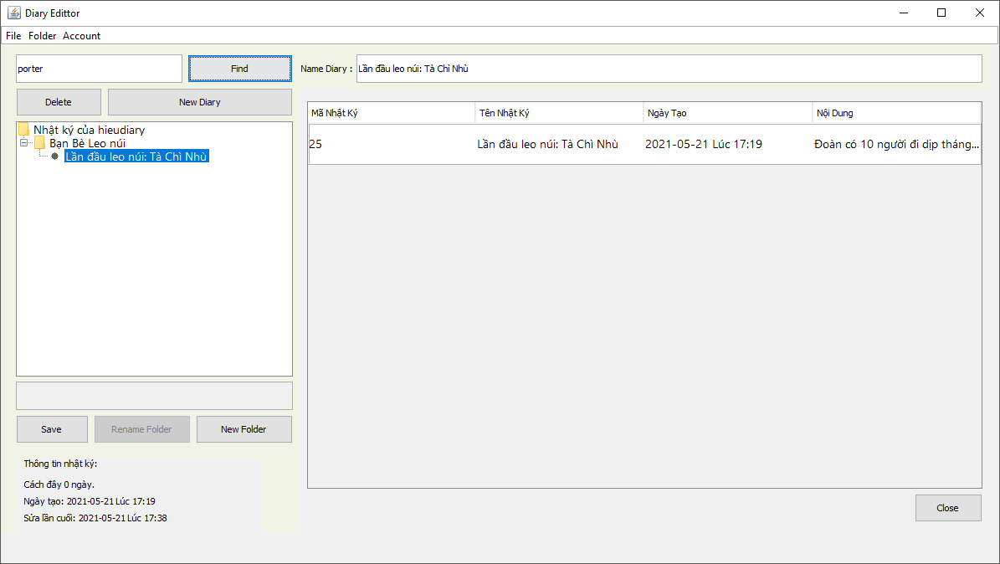 Diary Edittor
File Folder Account
porter Find Name Diary : Lần đầu leo núi: Tà Chì Nhù
Delete New Diary
Mã Nhật Ký Tên Nhật Ký Ngày Tạo Nội Dung
25 Lần đầu leo núi: Tà Chì Nhù 2021-05-21 Lúc 17:19 Đoàn có 10 người đi dịp tháng...
Nhật ký của hieudiary
Bạn Bè Leo núi
Lần đầu leo núi: Tà Chì Nhù
Save Rename Folder New Folder
Thông tin nhật ký:
Cách đây 0 ngày.
Ngày tạo: 2021-05-21 Lúc 17:19
Sửa lần cuối: 2021-05-21 Lúc 17:38
Close